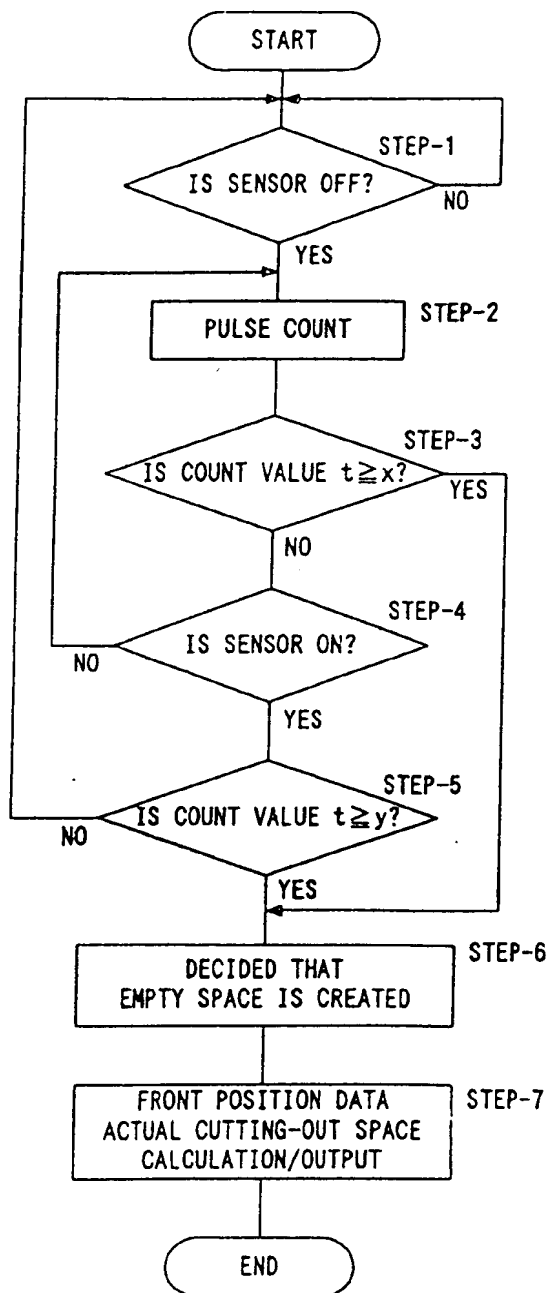 START
STEP-1
IS SENSOR OFF?
NO
YES
STEP-2
PULSE COUNT
STEP-3
IS COUNT VALUE t≧x?
YES
NO
STEP-4
IS SENSOR ON?
NO
YES
STEP-5
IS COUNT VALUE t≧y?
NO
YES
STEP-6
DECIDED THAT
EMPTY SPACE IS CREATED
STEP-7
FRONT POSITION DATA
ACTUAL CUTTING-OUT SPACE
CALCULATION/OUTPUT
END